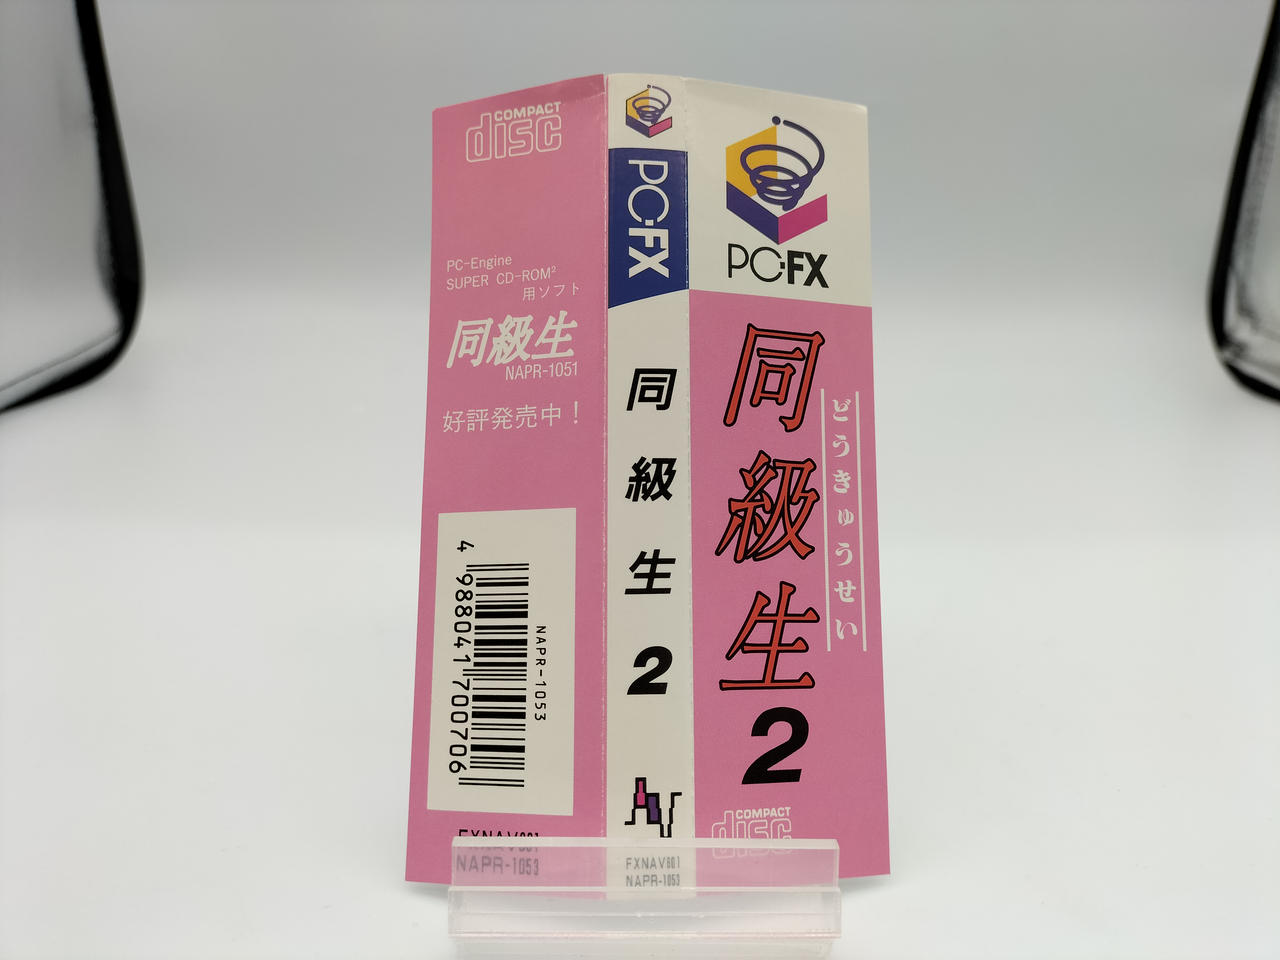 COMPACT
disc
PC-Engine
SUPER CD-ROM²
用ソフト
同級生
NAPR-1051
好評発売中！
4 988041 700706
NAPR-1053
FXNAV601
NAPR-1053
PC-FX
同級生2
FXNAV601
NAPR-1053
PC-FX
同級生2
どうきゅうせい
COMPACT
disc